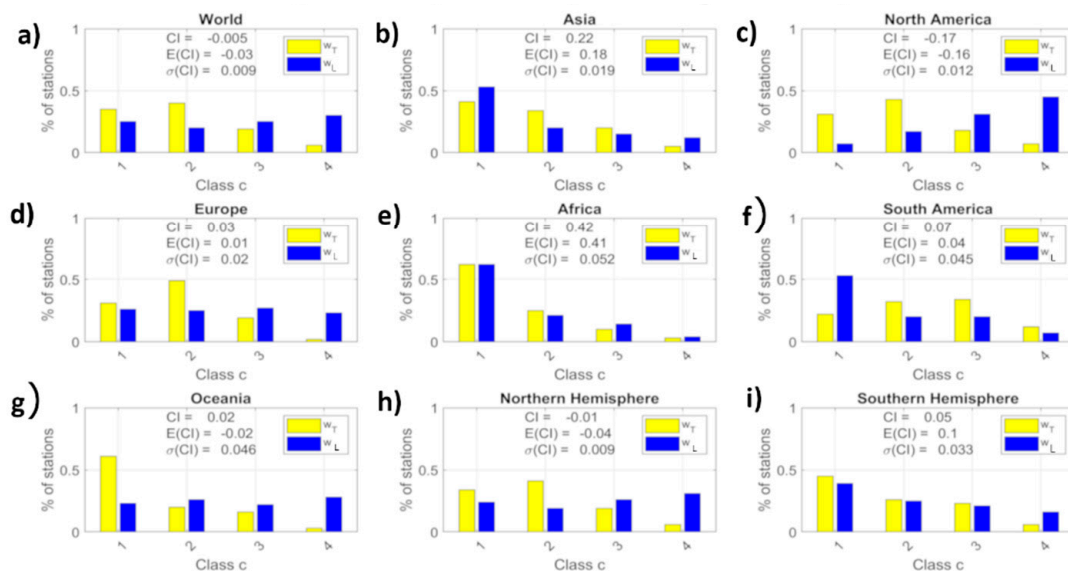 a)
World
CI = -0.005
E(CI) = -0.03
σ(CI) = 0.009
w_T
w_L
% of stations
1
0.5
0
1 2 3 4
Class c
b)
Asia
CI = 0.22
E(CI) = 0.18
σ(CI) = 0.019
w_T
w_L
% of stations
1
0.5
0
1 2 3 4
Class c
c)
North America
CI = -0.17
E(CI) = -0.16
σ(CI) = 0.012
w_T
w_L
% of stations
1
0.5
0
1 2 3 4
Class c
d)
Europe
CI = 0.03
E(CI) = 0.01
σ(CI) = 0.02
w_T
w_L
% of stations
1
0.5
0
1 2 3 4
Class c
e)
Africa
CI = 0.42
E(CI) = 0.41
σ(CI) = 0.052
w_T
w_L
% of stations
1
0.5
0
1 2 3 4
Class c
f)
South America
CI = 0.07
E(CI) = 0.04
σ(CI) = 0.045
w_T
w_L
% of stations
1
0.5
0
1 2 3 4
Class c
g)
Oceania
CI = 0.02
E(CI) = -0.02
σ(CI) = 0.046
w_T
w_L
% of stations
1
0.5
0
1 2 3 4
Class c
h)
Northern Hemisphere
CI = -0.01
E(CI) = -0.04
σ(CI) = 0.009
w_T
w_L
% of stations
1
0.5
0
1 2 3 4
Class c
i)
Southern Hemisphere
CI = 0.05
E(CI) = 0.1
σ(CI) = 0.033
w_T
w_L
% of stations
1
0.5
0
1 2 3 4
Class c